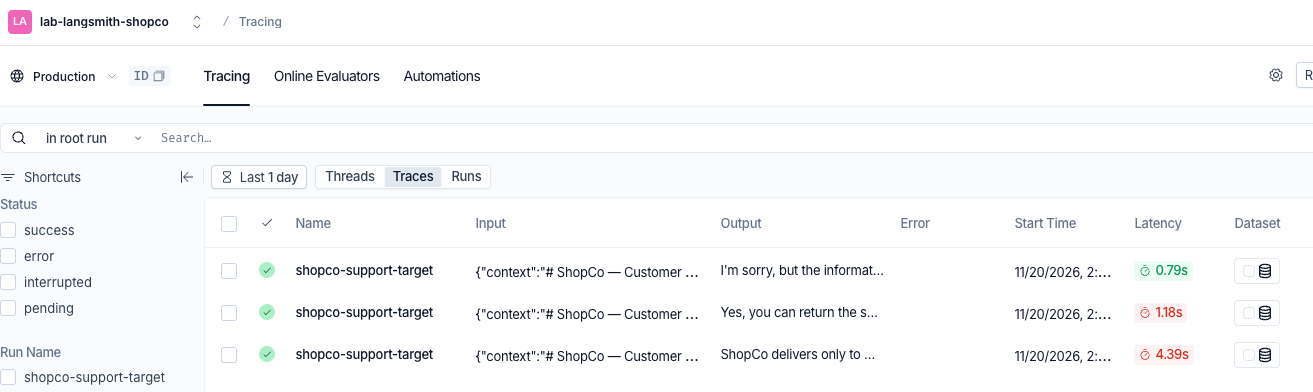 LA lab-langsmith-shopco / Tracing
Production ID Tracing Online Evaluators Automations R
in root run Search...
Shortcuts Last 1 day Threads Traces Runs
Status
success
error
interrupted
pending
Run Name
shopco-support-target
Name Input Output Error Start Time Latency Dataset
shopco-support-target {"context":"# ShopCo — Customer ... I'm sorry, but the informat... 11/20/2026, 2:... 0.79s
shopco-support-target {"context":"# ShopCo — Customer ... Yes, you can return the s... 11/20/2026, 2:... 1.18s
shopco-support-target {"context":"# ShopCo — Customer ... ShopCo delivers only to ... 11/20/2026, 2:... 4.39s